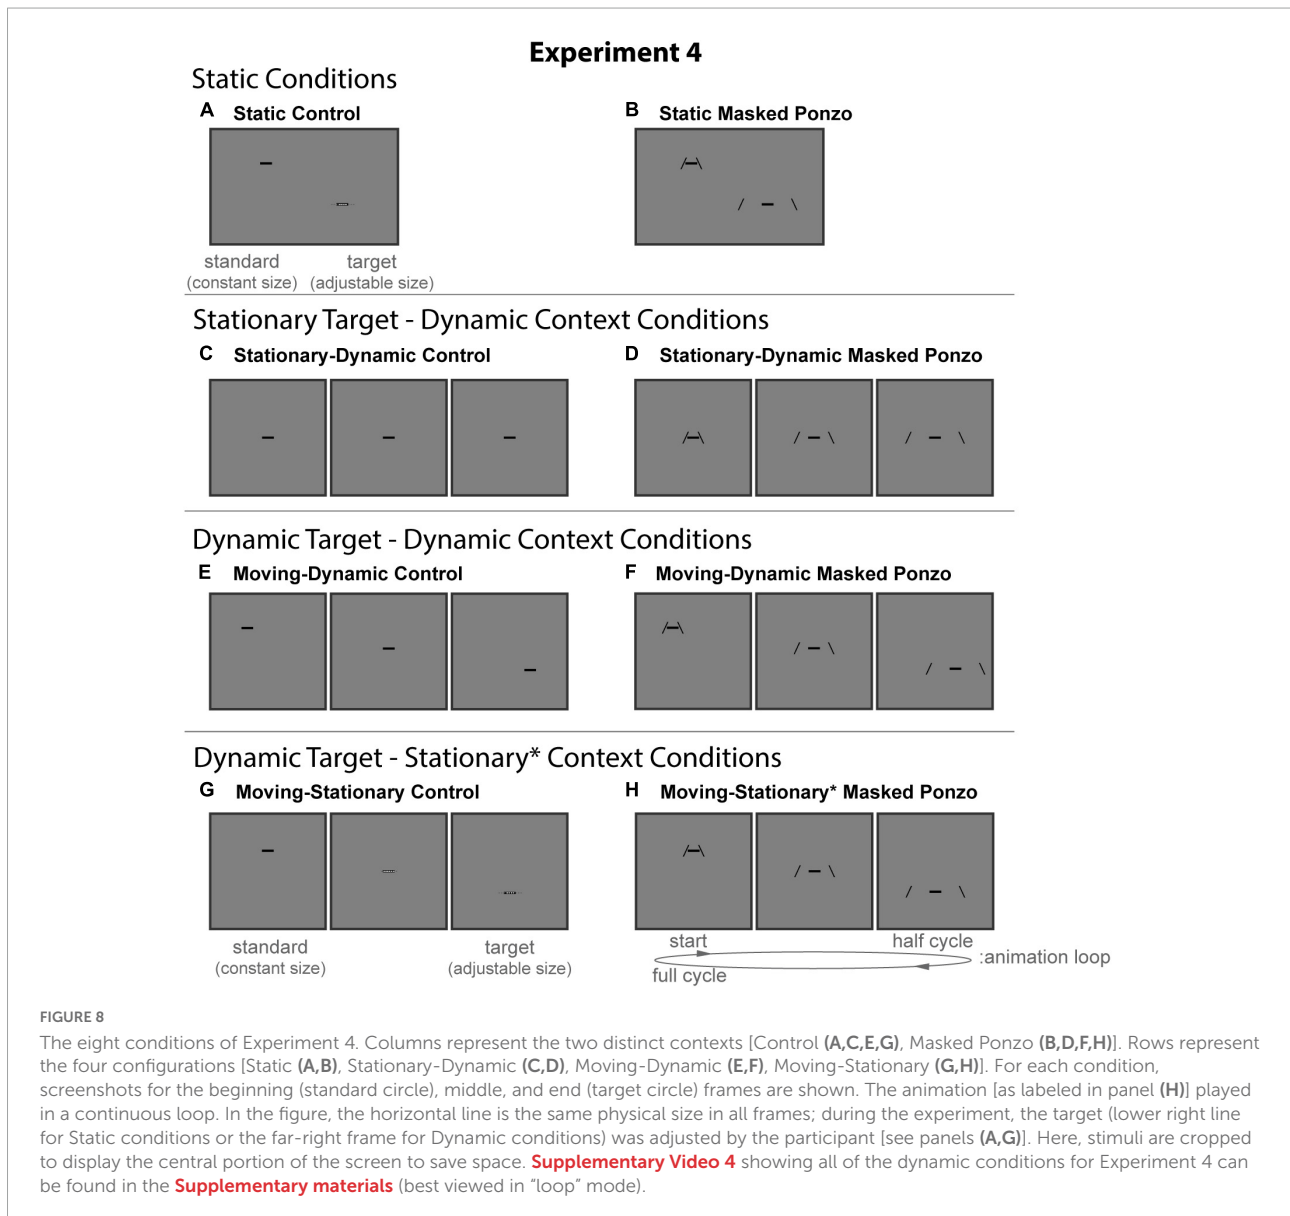 Experiment 4
Static Conditions
A Static Control
B Static Masked Ponzo
standard
(constant size)
target
(adjustable size)
Stationary Target - Dynamic Context Conditions
C Stationary-Dynamic Control
D Stationary-Dynamic Masked Ponzo
Dynamic Target - Dynamic Context Conditions
E Moving-Dynamic Control
F Moving-Dynamic Masked Ponzo
Dynamic Target - Stationary* Context Conditions
G Moving-Stationary Control
H Moving-Stationary* Masked Ponzo
standard
(constant size)
target
(adjustable size)
start
half cycle
:animation loop
full cycle
FIGURE 8
The eight conditions of Experiment 4. Columns represent the two distinct contexts [Control (A,C,E,G), Masked Ponzo (B,D,F,H)]. Rows represent
the four configurations [Static (A,B), Stationary-Dynamic (C,D), Moving-Dynamic (E,F), Moving-Stationary (G,H)]. For each condition,
screenshots for the beginning (standard circle), middle, and end (target circle) frames are shown. The animation [as labeled in panel (H)] played
in a continuous loop. In the figure, the horizontal line is the same physical size in all frames; during the experiment, the target (lower right line
for Static conditions or the far-right frame for Dynamic conditions) was adjusted by the participant [see panels (A,G)]. Here, stimuli are cropped
to display the central portion of the screen to save space. Supplementary Video 4 showing all of the dynamic conditions for Experiment 4 can
be found in the Supplementary materials (best viewed in “loop” mode).